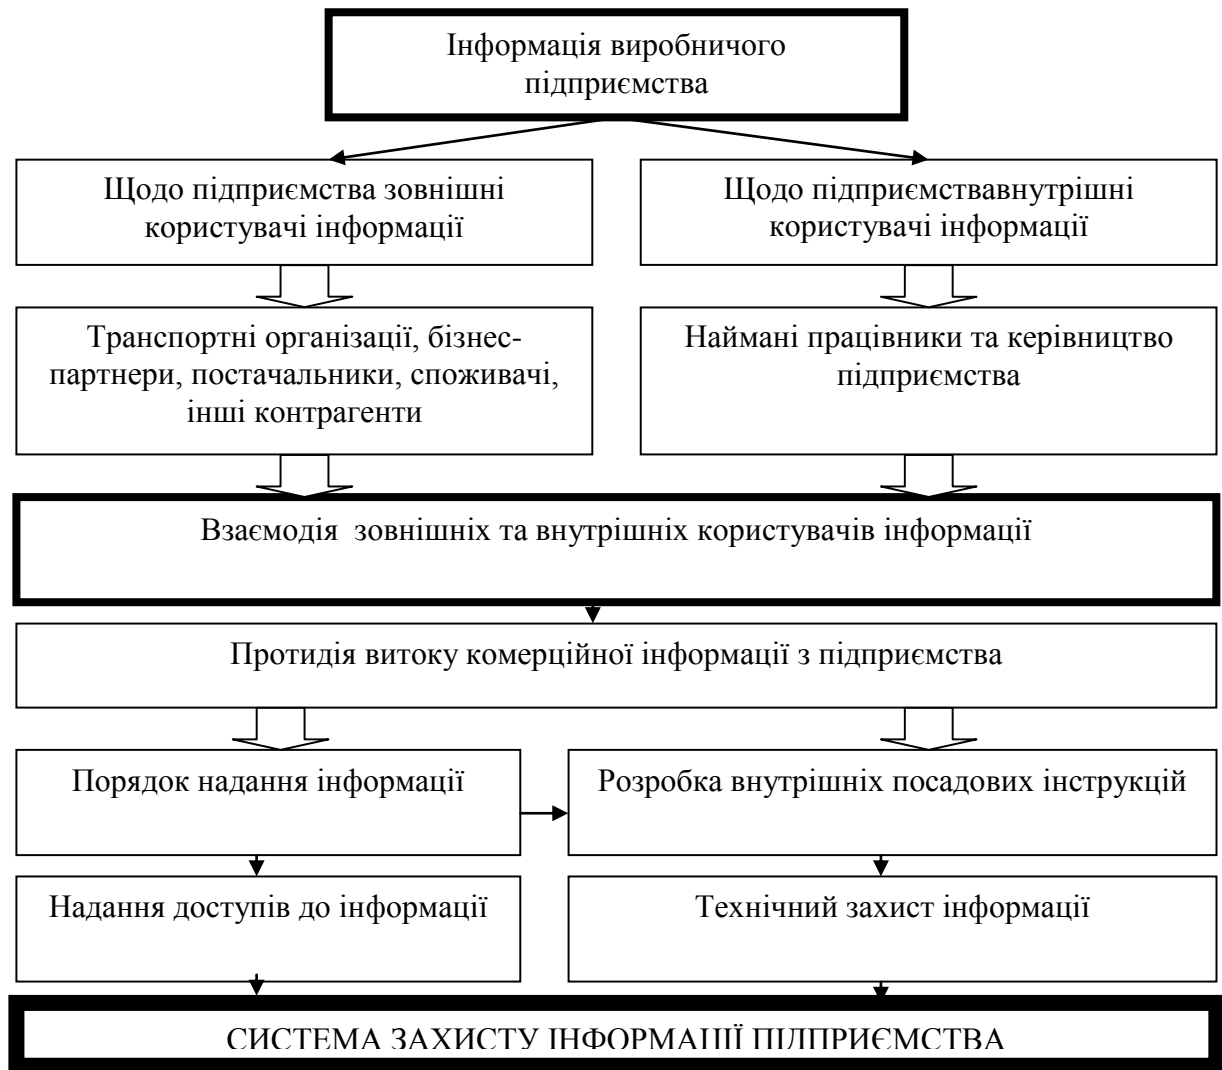 Інформація виробничого
підприємства
Щодо підприємства зовнішні
користувачі інформації
Щодо підприємствавнутрішні
користувачі інформації
Транспортні організації, бізнес-
партнери, постачальники, споживачі,
інші контрагенти
Наймані працівники та керівництво
підприємства
Взаємодія  зовнішніх та внутрішніх користувачів інформації
Протидія витоку комерційної інформації з підприємства
Порядок надання інформації
Розробка внутрішніх посадових інструкцій
Надання доступів до інформації
Технічний захист інформації
СИСТЕМА ЗАХИСТУ ІНФОРМАЦІЇ ПІДПРИЄМСТВА